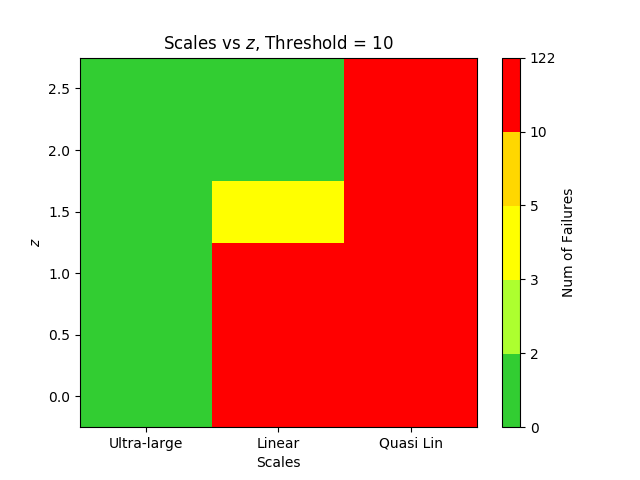 Scales vs z, Threshold = 10
2.5
2.0
1.5
1.0
0.5
0.0
z
Ultra-large Linear Quasi Lin
Scales
122
10
5
3
2
0
Num of Failures